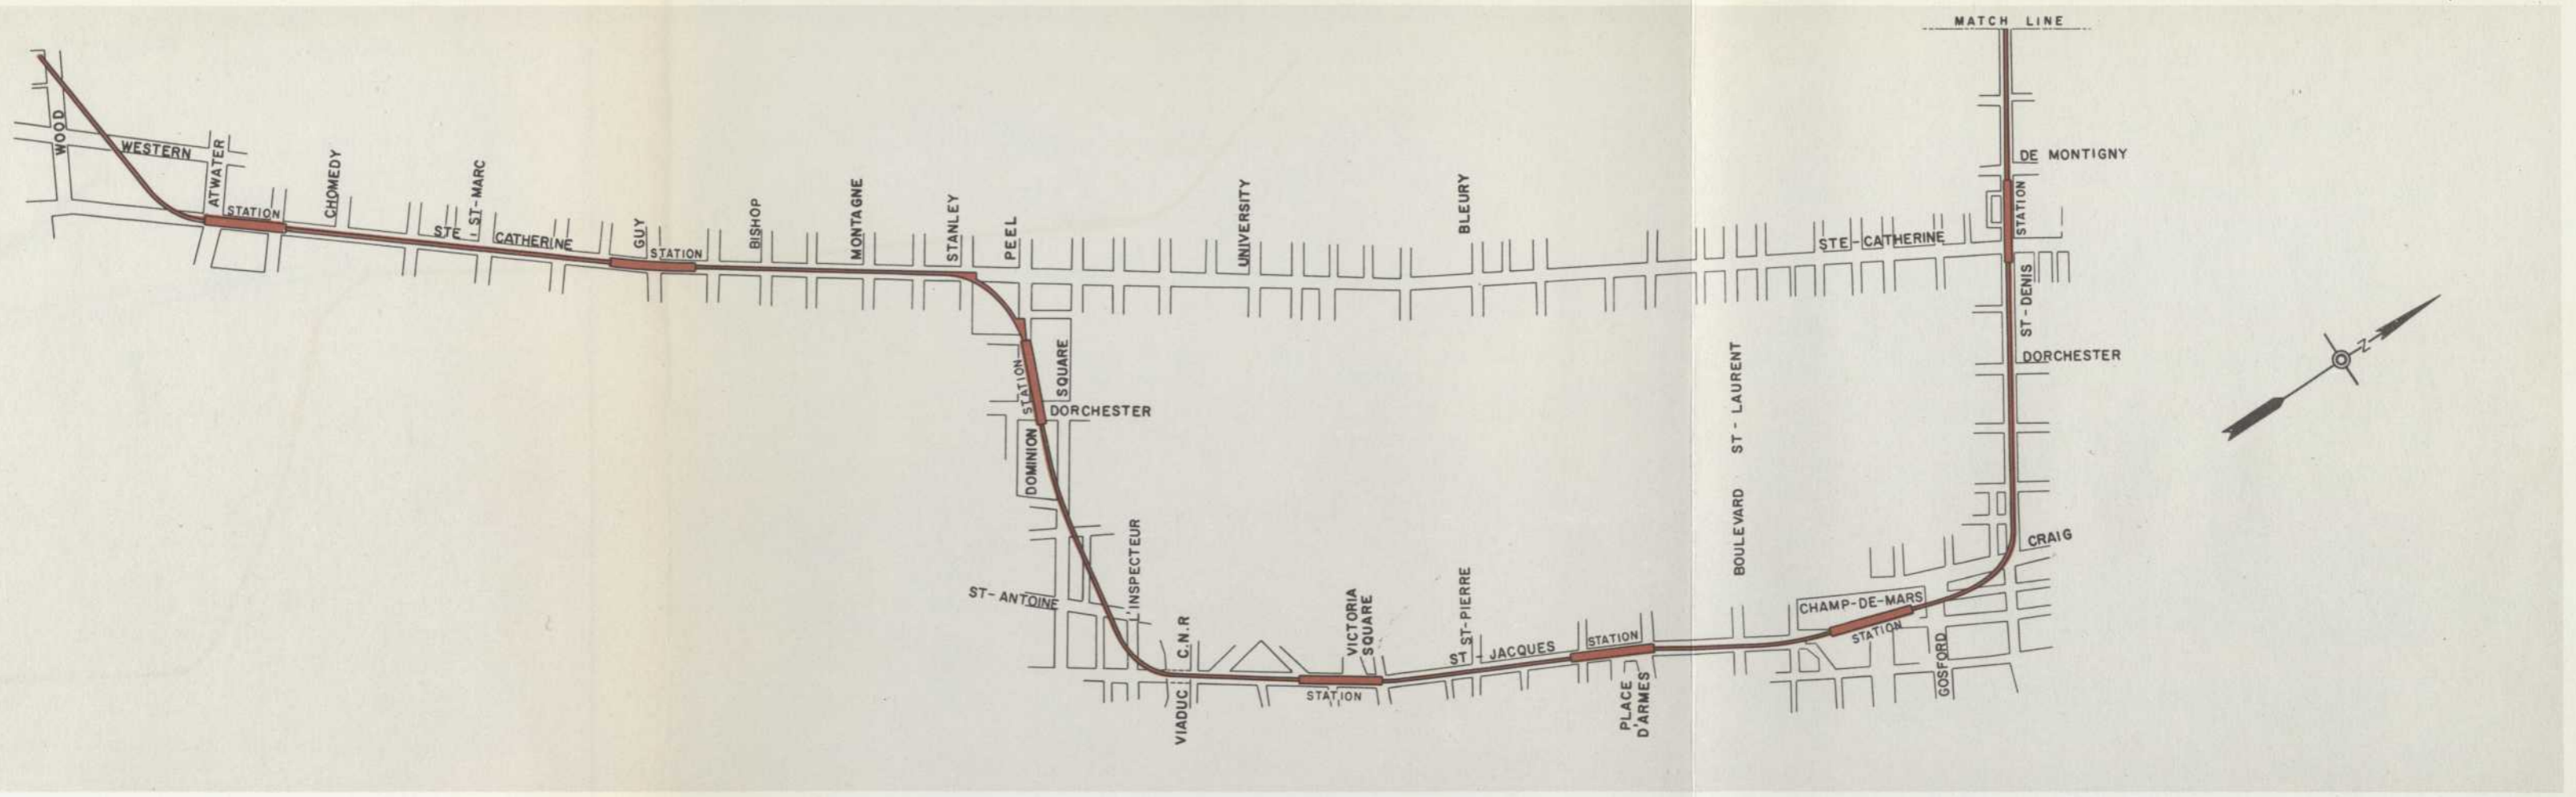 MATCH LINE
WOOD
WESTERN
ATWATER
STATION
CHOMEDY
ST-MARC
STE CATHERINE
GUY
STATION
BISHOP
MONTAGNE
STANLEY
PEEL
UNIVERSITY
BLEURY
STE-CATHERINE
DE MONTIGNY
STATION
ST-DENIS
DORCHESTER
STATION
SQUARE
DORCHESTER
DOMINION
ST-ANTOINE
L'INSPECTEUR
VIADUC C.N.R
STATION
VICTORIA
SQUARE
ST-PIERRE
ST-JACQUES
STATION
PLACE
D'ARMES
BOULEVARD ST-LAURENT
CHAMP-DE-MARS
STATION
GOSFORD
CRAIG
N